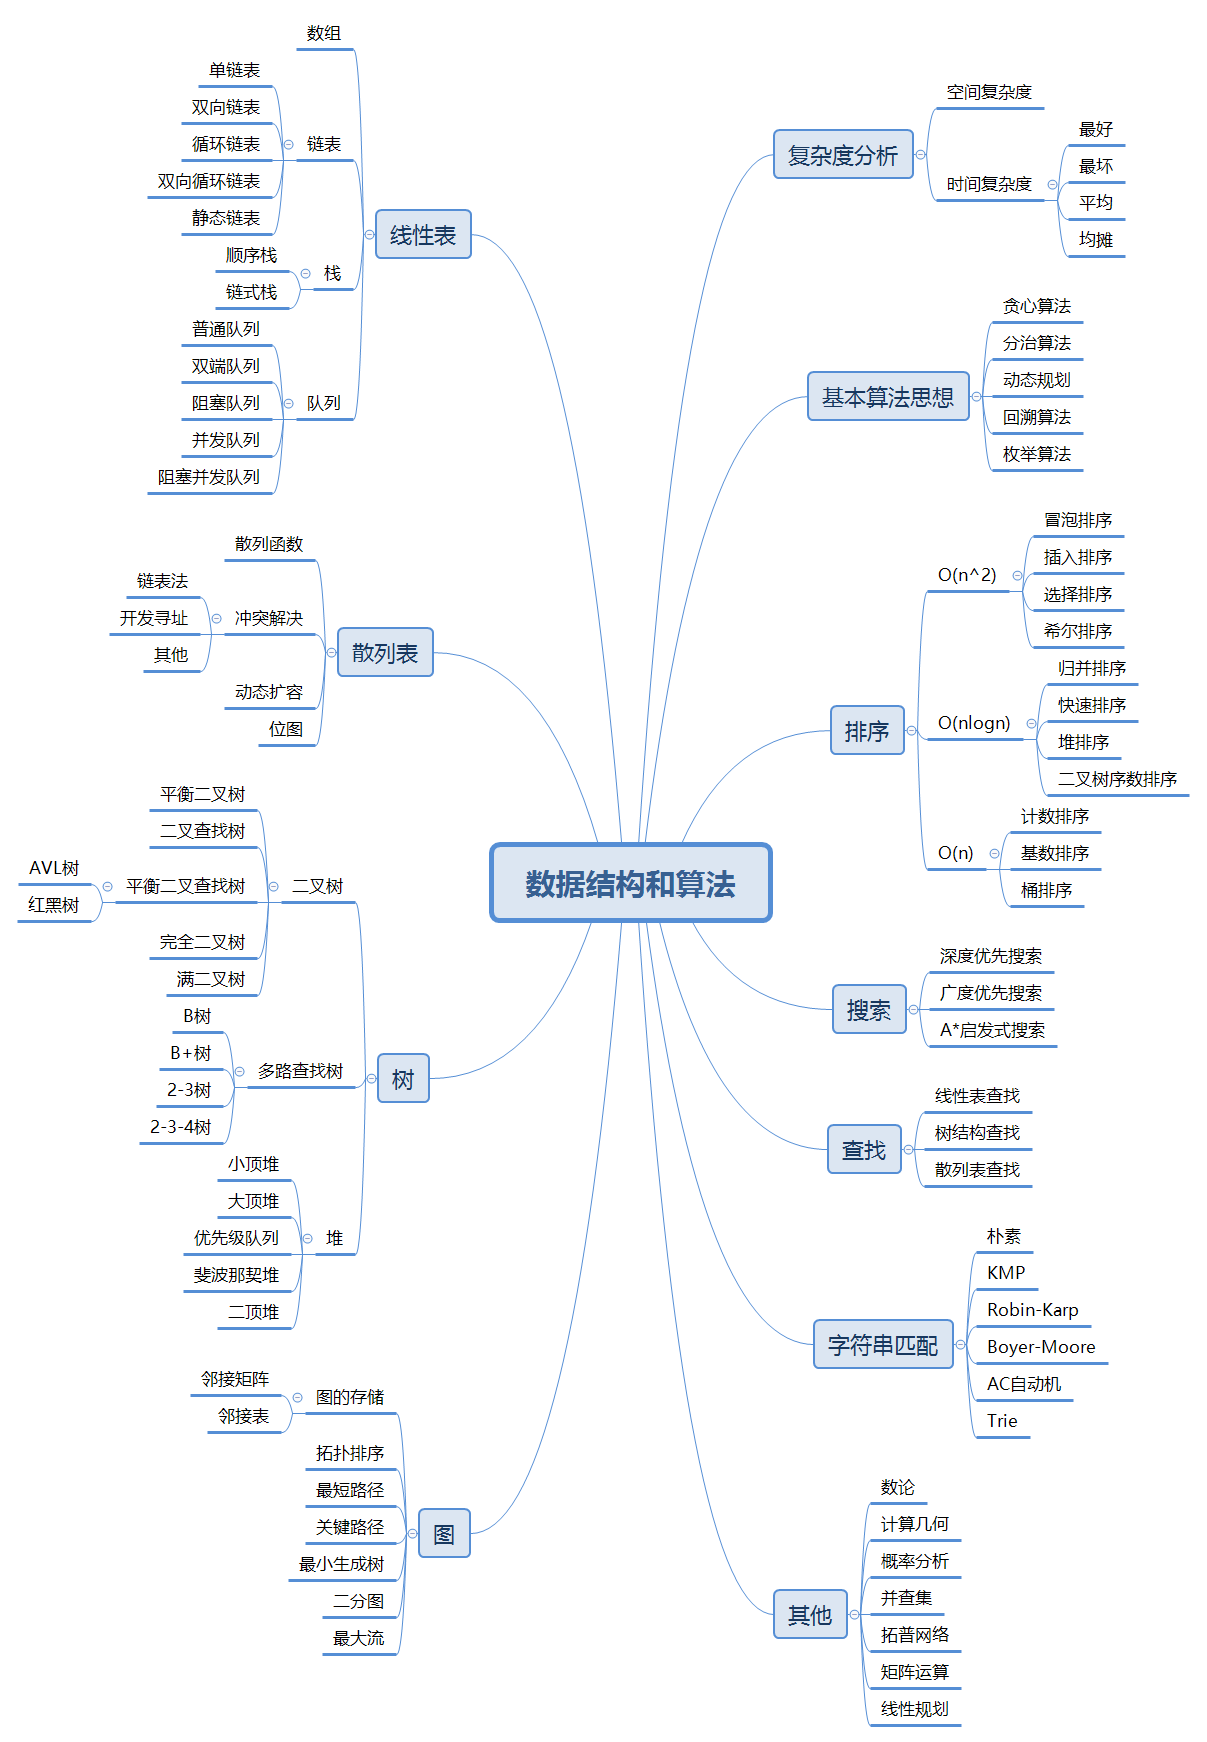 数据结构和算法
线性表
数组
链表
单链表
双向链表
循环链表
双向循环链表
静态链表
栈
顺序栈
链式栈
队列
普通队列
双端队列
阻塞队列
并发队列
阻塞并发队列
散列表
散列函数
冲突解决
链表法
开发寻址
其他
动态扩容
位图
树
二叉树
平衡二叉树
二叉查找树
平衡二叉查找树
AVL树
红黑树
完全二叉树
满二叉树
多路查找树
B树
B+树
2-3树
2-3-4树
堆
小顶堆
大顶堆
优先级队列
斐波那契堆
二顶堆
图
图的存储
邻接矩阵
邻接表
拓扑排序
最短路径
关键路径
最小生成树
二分图
最大流
复杂度分析
空间复杂度
时间复杂度
最好
最坏
平均
均摊
基本算法思想
贪心算法
分治算法
动态规划
回溯算法
枚举算法
排序
O(n^2)
冒泡排序
插入排序
选择排序
希尔排序
O(nlogn)
归并排序
快速排序
堆排序
二叉树序数排序
O(n)
计数排序
基数排序
桶排序
搜索
深度优先搜索
广度优先搜索
A*启发式搜索
查找
线性表查找
树结构查找
散列表查找
字符串匹配
朴素
KMP
Robin-Karp
Boyer-Moore
AC自动机
Trie
其他
数论
计算几何
概率分析
并查集
拓普网络
矩阵运算
线性规划